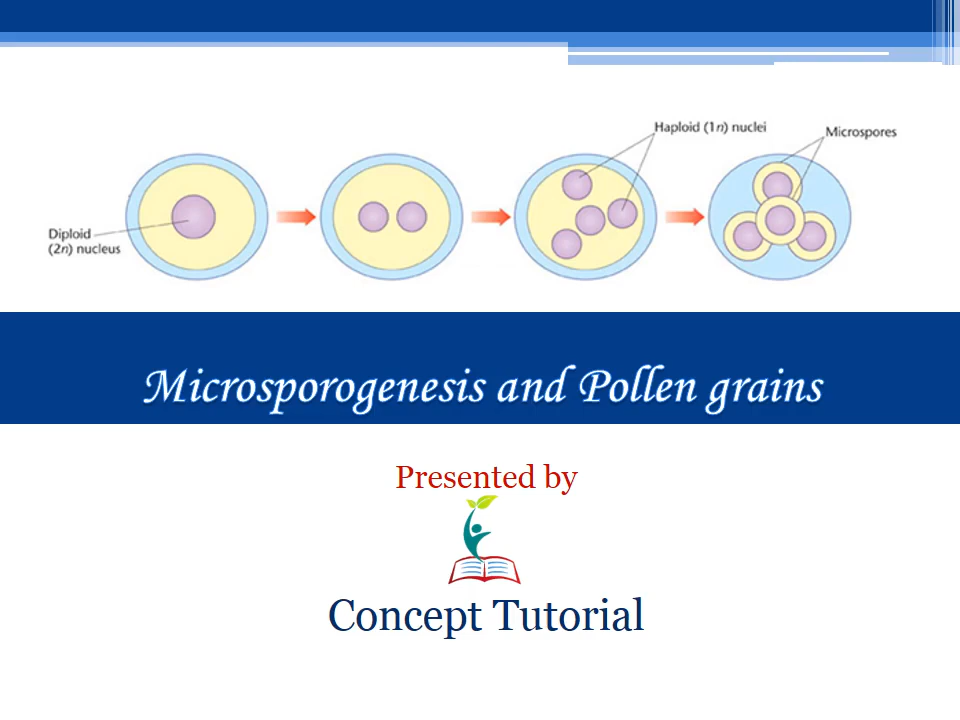 Haploid (1n) nuclei
Microspores
Diploid
(2n) nucleus
Microsporogenesis and Pollen grains
Presented by
Concept Tutorial